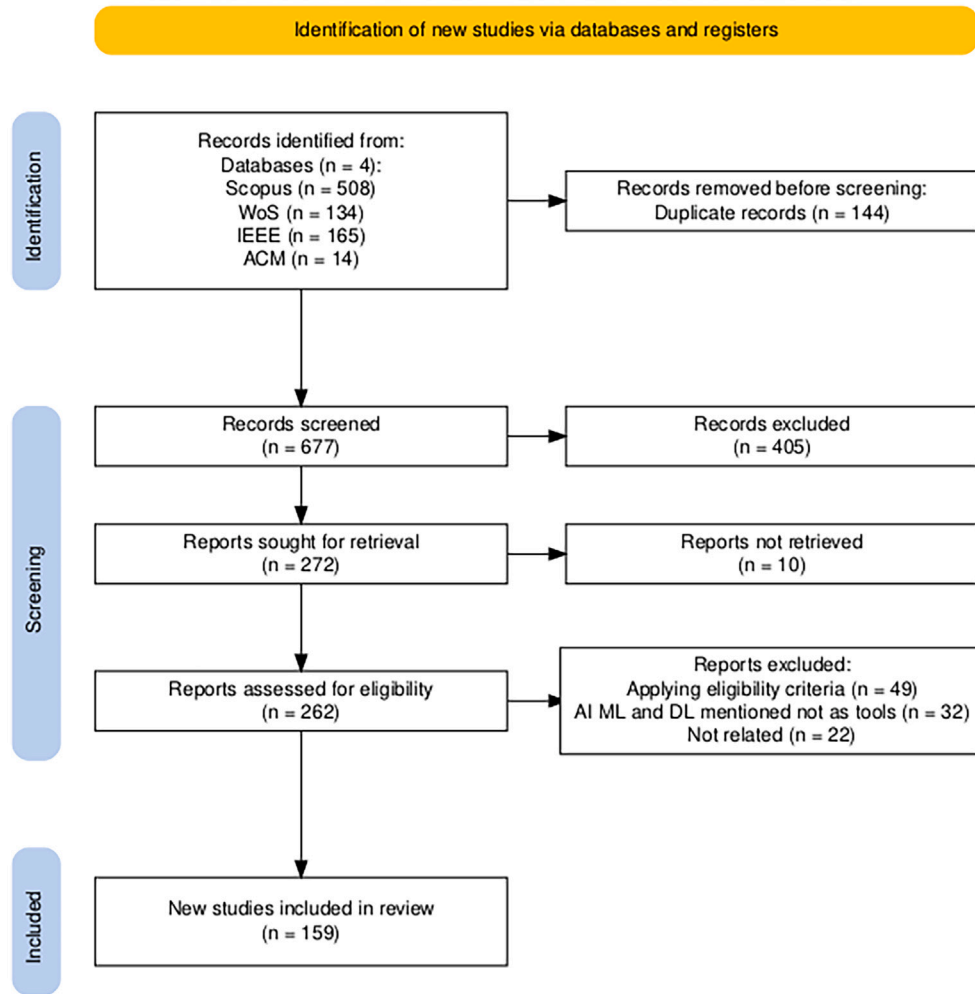 Identification of new studies via databases and registers
Identification
Records identified from:
Databases (n = 4):
Scopus (n = 508)
WoS (n = 134)
IEEE (n = 165)
ACM (n = 14)
Records removed before screening:
Duplicate records (n = 144)
Screening
Records screened
(n = 677)
Records excluded
(n = 405)
Reports sought for retrieval
(n = 272)
Reports not retrieved
(n = 10)
Reports assessed for eligibility
(n = 262)
Reports excluded:
Applying eligibility criteria (n = 49)
AI ML and DL mentioned not as tools (n = 32)
Not related (n = 22)
Included
New studies included in review
(n = 159)